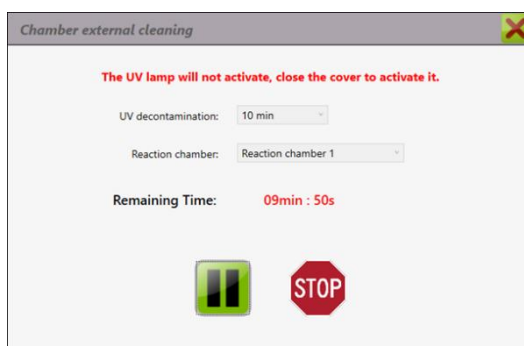 Chamber external cleaning
The UV lamp will not activate, close the cover to activate it.
UV decontamination: 10 min
Reaction chamber: Reaction chamber 1
Remaining Time: 09min : 50s
STOP